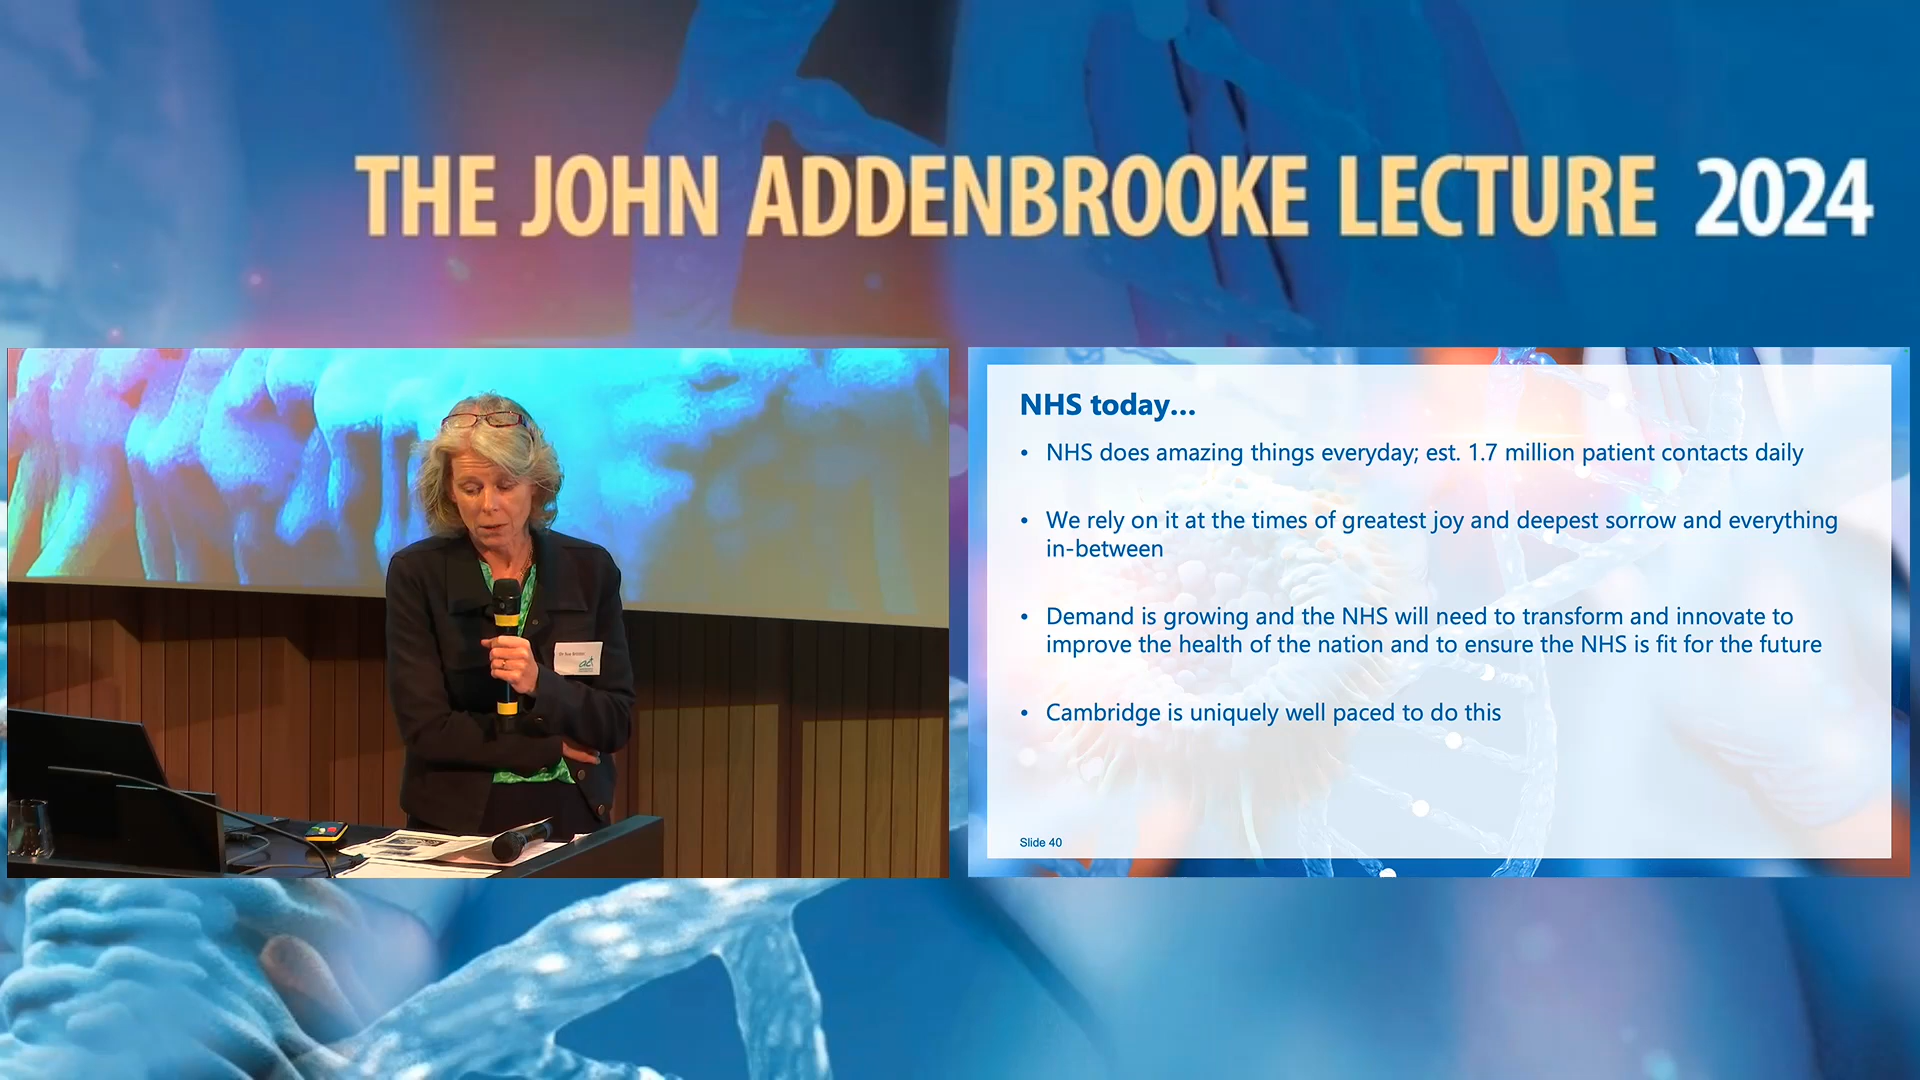 THE JOHN ADDENBROOKE LECTURE 2024
NHS today...
• NHS does amazing things everyday; est. 1.7 million patient contacts daily
• We rely on it at the times of greatest joy and deepest sorrow and everything
in-between
• Demand is growing and the NHS will need to transform and innovate to
improve the health of the nation and to ensure the NHS is fit for the future
• Cambridge is uniquely well paced to do this
Slide 40
Dr Sue
act